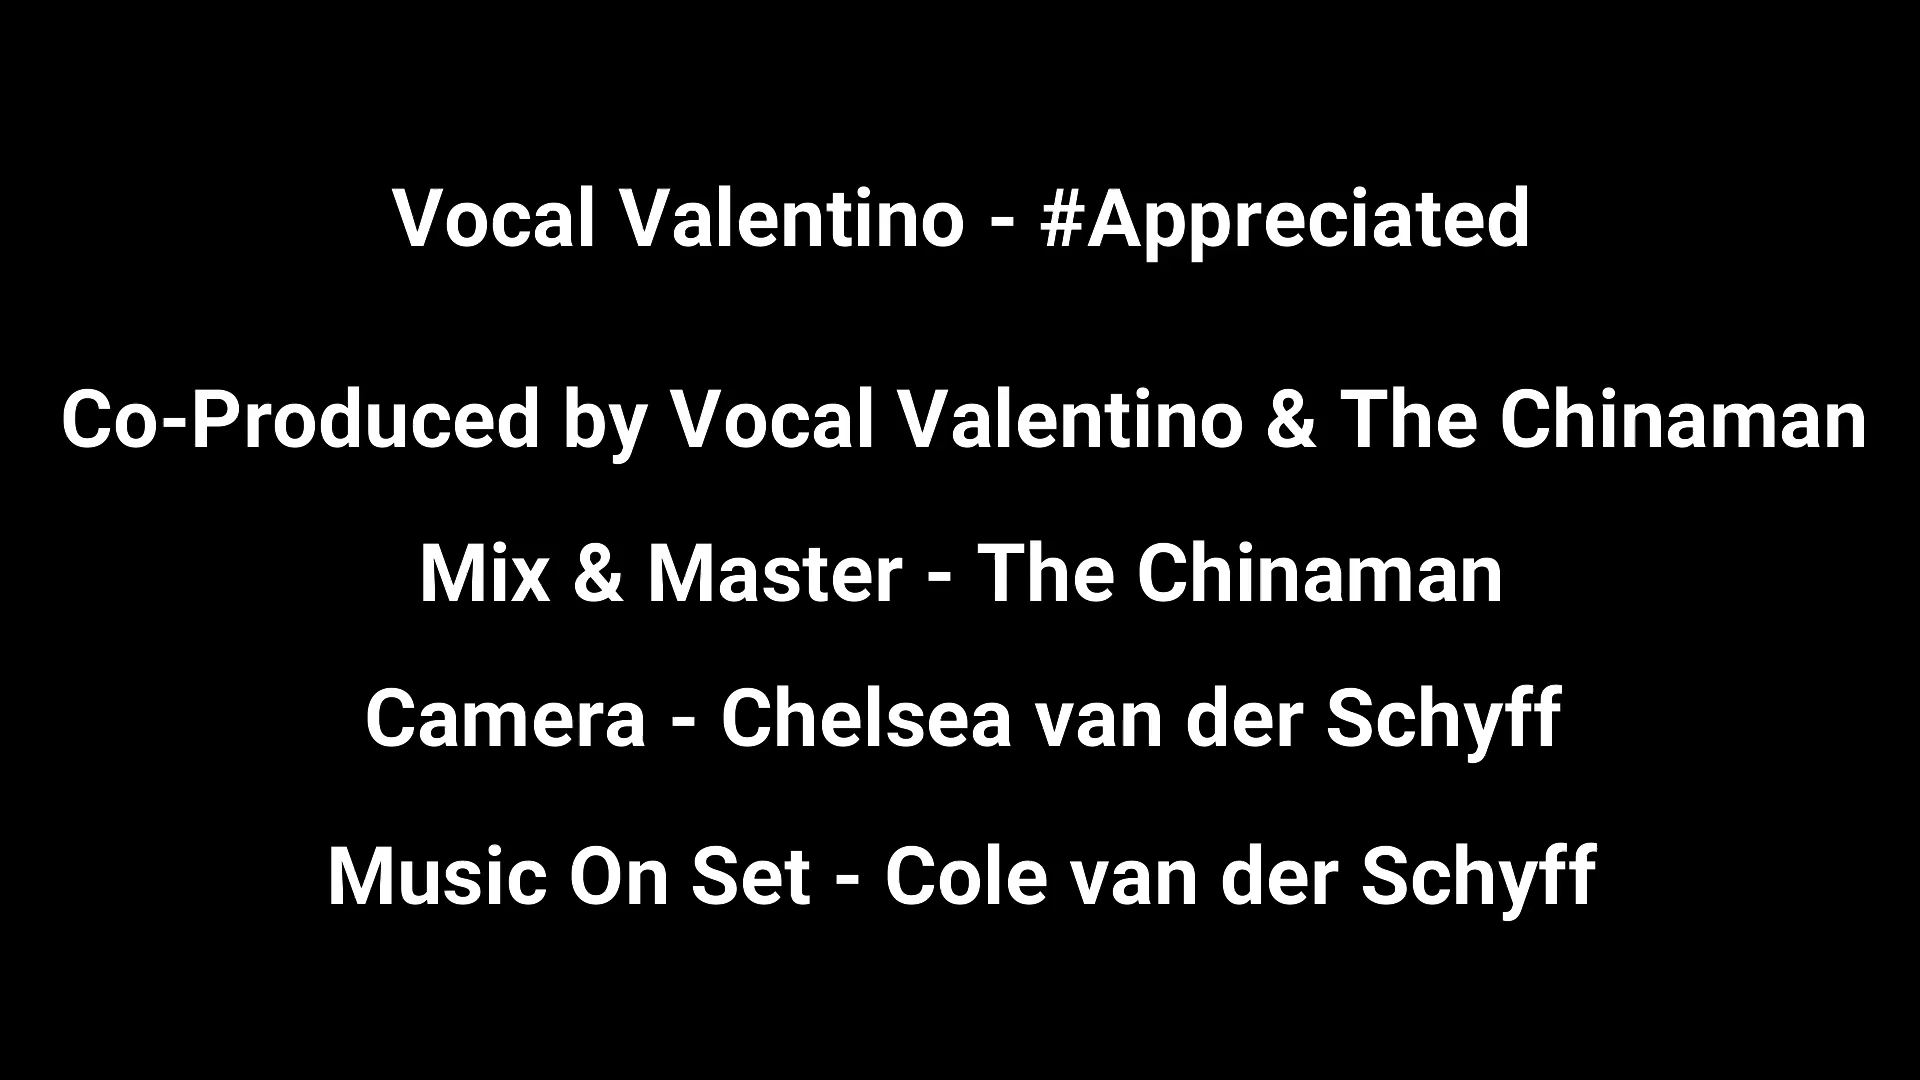 Vocal Valentino - #Appreciated
Co-Produced by Vocal Valentino & The Chinaman
Mix & Master - The Chinaman
Camera - Chelsea van der Schyff
Music On Set - Cole van der Schyff